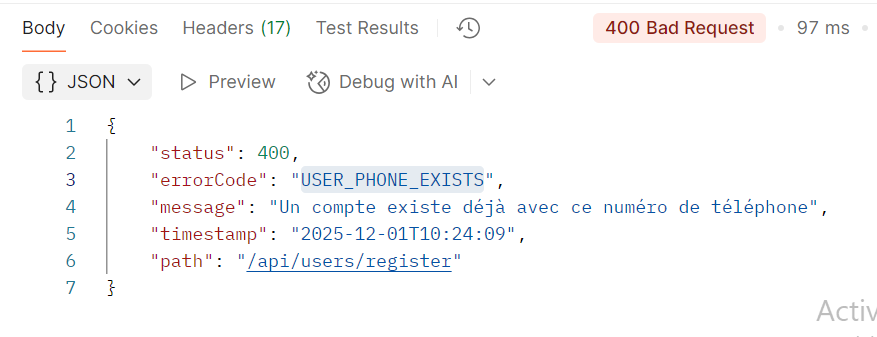 Body Cookies Headers (17) Test Results 400 Bad Request 97 ms
{} JSON Preview Debug with AI
1 {
2 "status": 400,
3 "errorCode": "USER_PHONE_EXISTS",
4 "message": "Un compte existe déjà avec ce numéro de téléphone",
5 "timestamp": "2025-12-01T10:24:09",
6 "path": "/api/users/register"
7 }